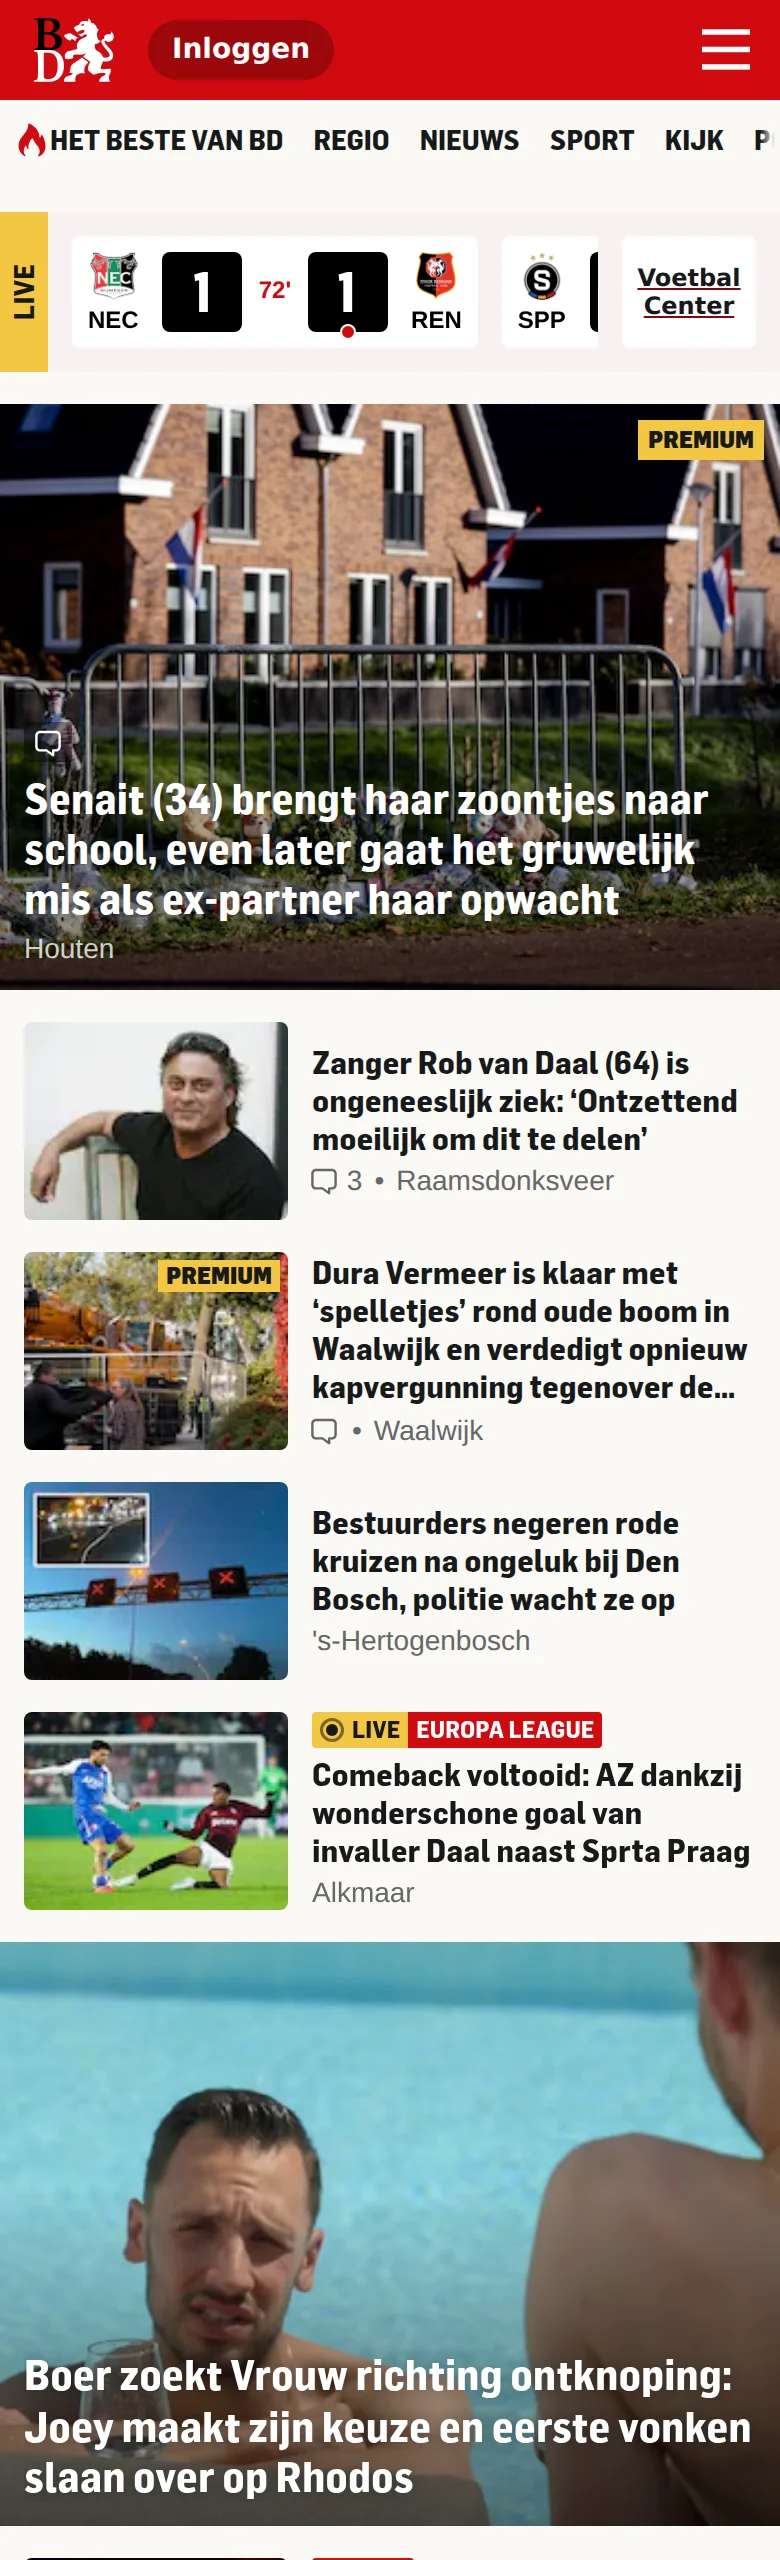 BD
Inloggen
HET BESTE VAN BD REGIO NIEUWS SPORT KIJK
LIVE
NEC
NEC
1
72'
1
REN
S
SPP
Voetbal
Center
PREMIUM
Senait (34) brengt haar zoontjes naar
school, even later gaat het gruwelijk
mis als ex-partner haar opwacht
Houten
Zanger Rob van Daal (64) is
ongeneeslijk ziek: ‘Ontzettend
moeilijk om dit te delen’
3 • Raamsdonksveer
PREMIUM
Dura Vermeer is klaar met
‘spelletjes’ rond oude boom in
Waalwijk en verdedigt opnieuw
kapvergunning tegenover de...
• Waalwijk
Bestuurders negeren rode
kruizen na ongeluk bij Den
Bosch, politie wacht ze op
's-Hertogenbosch
LIVE EUROPA LEAGUE
Comeback voltooid: AZ dankzij
wonderschone goal van
invaller Daal naast Sprta Praag
Alkmaar
Boer zoekt Vrouw richting ontknoping:
Joey maakt zijn keuze en eerste vonken
slaan over op Rhodos